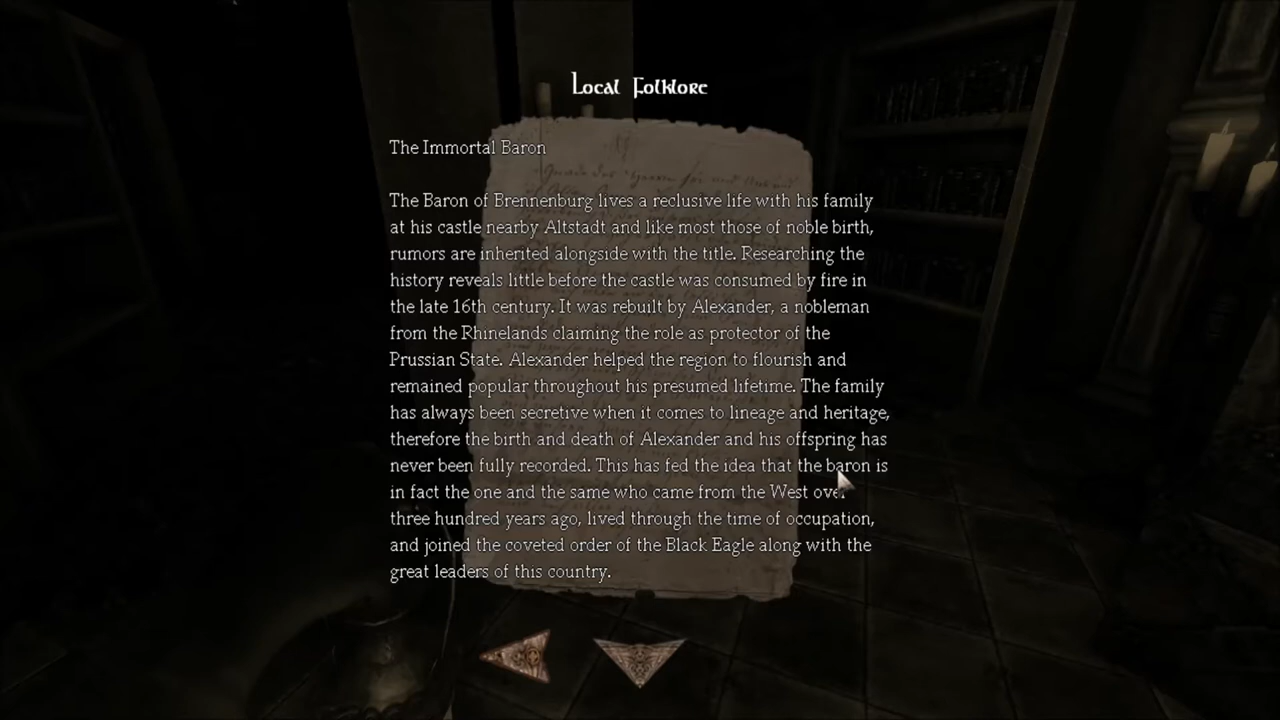 Local Folklore
The Immortal Baron
The Baron of Brennenburg lives a reclusive life with his family
at his castle nearby Altstadt and like most those of noble birth,
rumors are inherited alongside with the title. Researching the
history reveals little before the castle was consumed by fire in
the late 16th century. It was rebuilt by Alexander, a nobleman
from the Rhinelands claiming the role as protector of the
Prussian State. Alexander helped the region to flourish and
remained popular throughout his presumed lifetime. The family
has always been secretive when it comes to lineage and heritage,
therefore the birth and death of Alexander and his offspring has
never been fully recorded. This has fed the idea that the baron is
in fact the one and the same who came from the West over
three hundred years ago, lived through the time of occupation,
and joined the coveted order of the Black Eagle along with the
great leaders of this country.